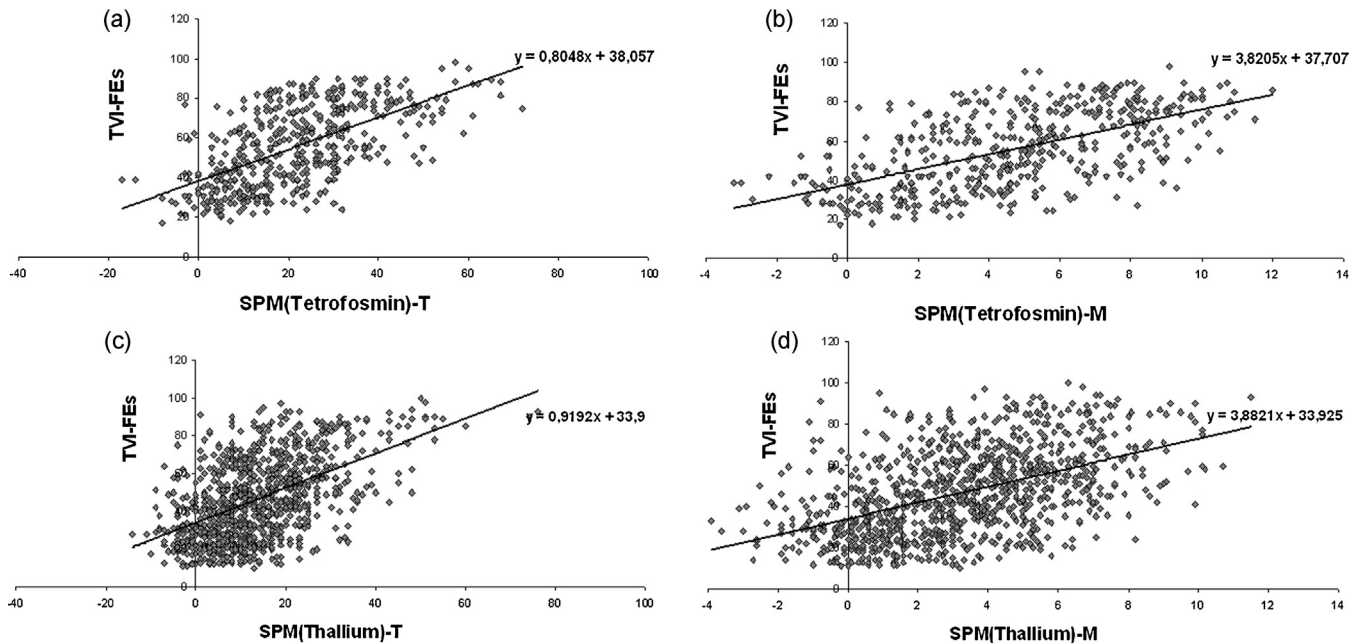 (a)
120
100
80
60
40
20
0
TVI-FEs
y = 0,8048x + 38,057
-40 -20 0 20 40 60 80 100
SPM(Tetrofosmin)-T
(b)
120
100
80
60
40
20
0
TVI-FEs
y = 3,8205x + 37,707
-4 -2 0 2 4 6 8 10 12 14
SPM(Tetrofosmin)-M
(c)
120
100
80
60
40
20
0
TVI-FEs
y = 0,9192x + 33,9
-40 -20 0 20 40 60 80 100
SPM(Thallium)-T
(d)
120
100
80
60
40
20
0
TVI-FEs
y = 3,8821x + 33,925
-4 -2 0 2 4 6 8 10 12 14
SPM(Thallium)-M